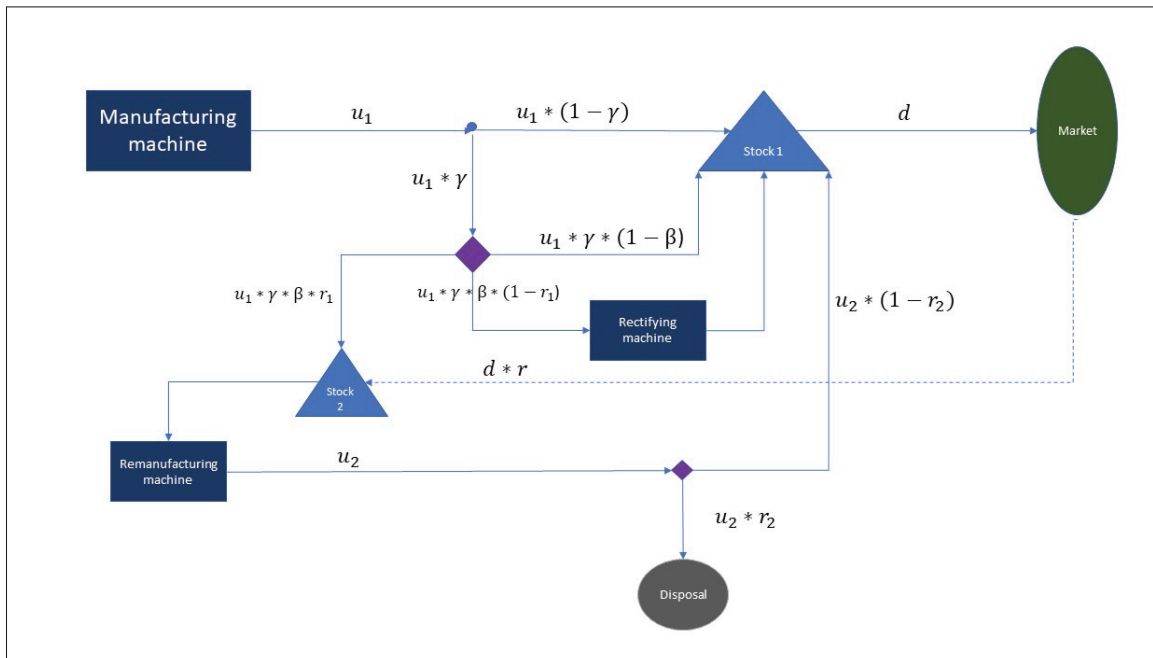 Manufacturing
machine
u₁
u₁ * (1 − γ)
d
Market
Stock 1
u₁ * γ
u₁ * γ * (1 − β)
u₁ * γ * β * r₁
u₁ * γ * β * (1 − r₁)
u₂ * (1 − r₂)
Rectifying
machine
d * r
Stock
2
Remanufacturing
machine
u₂
u₂ * r₂
Disposal